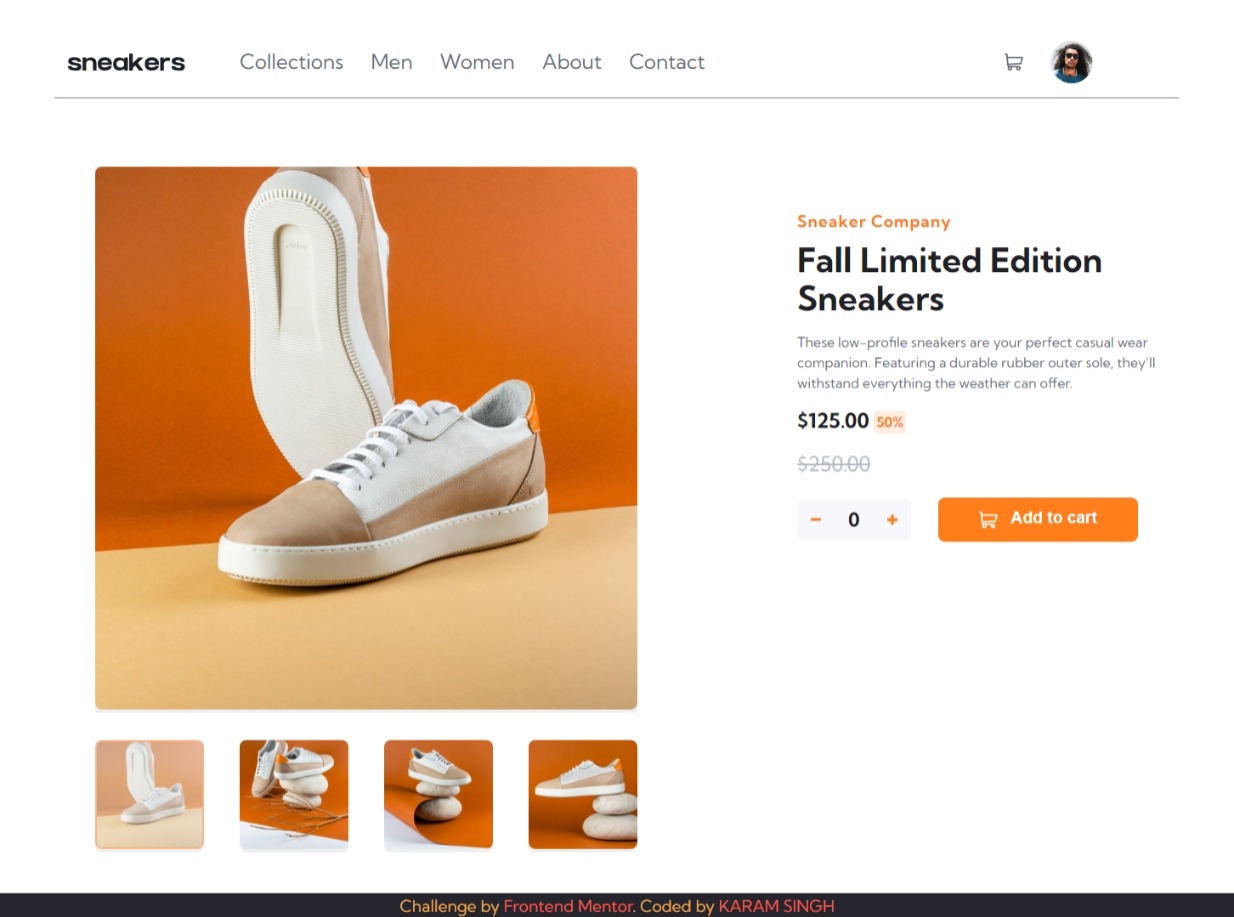 sneakers Collections Men Women About Contact
Sneaker Company
Fall Limited Edition
Sneakers
These low-profile sneakers are your perfect casual wear
companion. Featuring a durable rubber outer sole, they'll
withstand everything the weather can offer.
$125.00 50%
$250.00
− 0 + Add to cart
Challenge by Frontend Mentor. Coded by KARAM SINGH